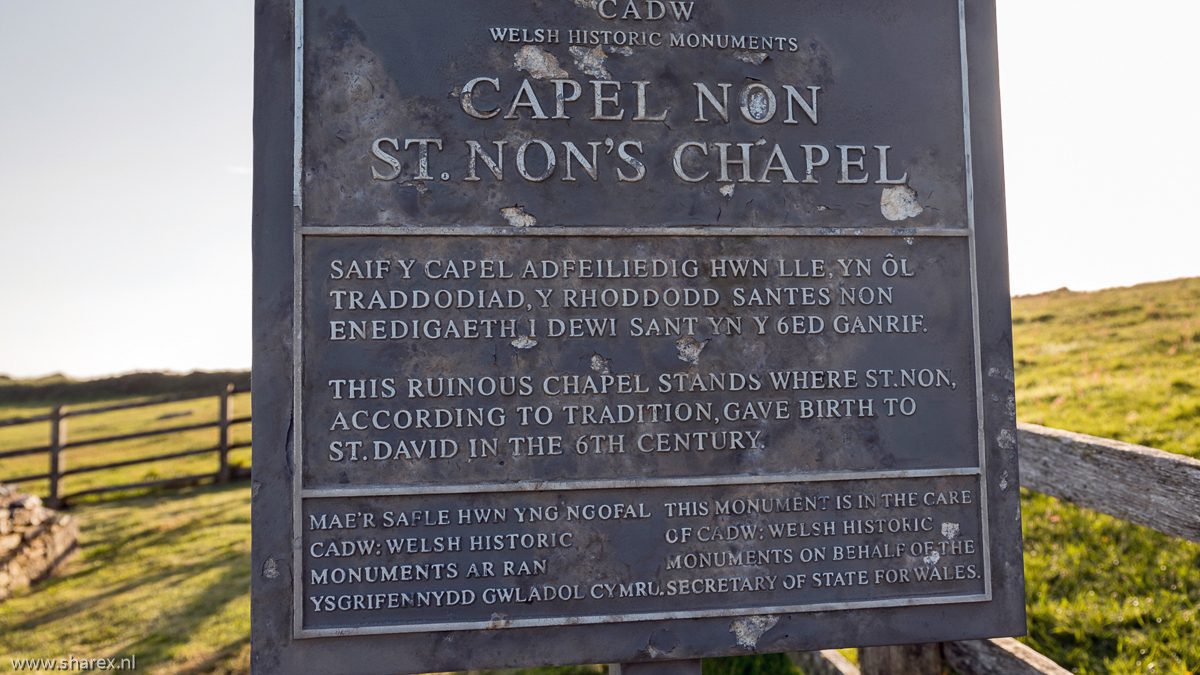 CADW
WELSH HISTORIC MONUMENTS
CAPEL NON
ST. NON'S CHAPEL
SAIF Y CAPEL ADFEILIEDIG HWN LLE, YN ÔL
TRADDODIAD, Y RHODDODD SANTES NON
ENEDIGAETH I DEWI SANT YN Y 6ED GANRIF.
THIS RUINOUS CHAPEL STANDS WHERE ST. NON,
ACCORDING TO TRADITION, GAVE BIRTH TO
ST. DAVID IN THE 6TH CENTURY.
MAE'R SAFLE HWN YNG NGOFAL
CADW: WELSH HISTORIC
MONUMENTS AR RAN
YSGRIFENNYDD GWLADOL CYMRU.
THIS MONUMENT IS IN THE CARE
OF CADW: WELSH HISTORIC
MONUMENTS ON BEHALF OF THE
SECRETARY OF STATE FOR WALES.
www.sharex.nl